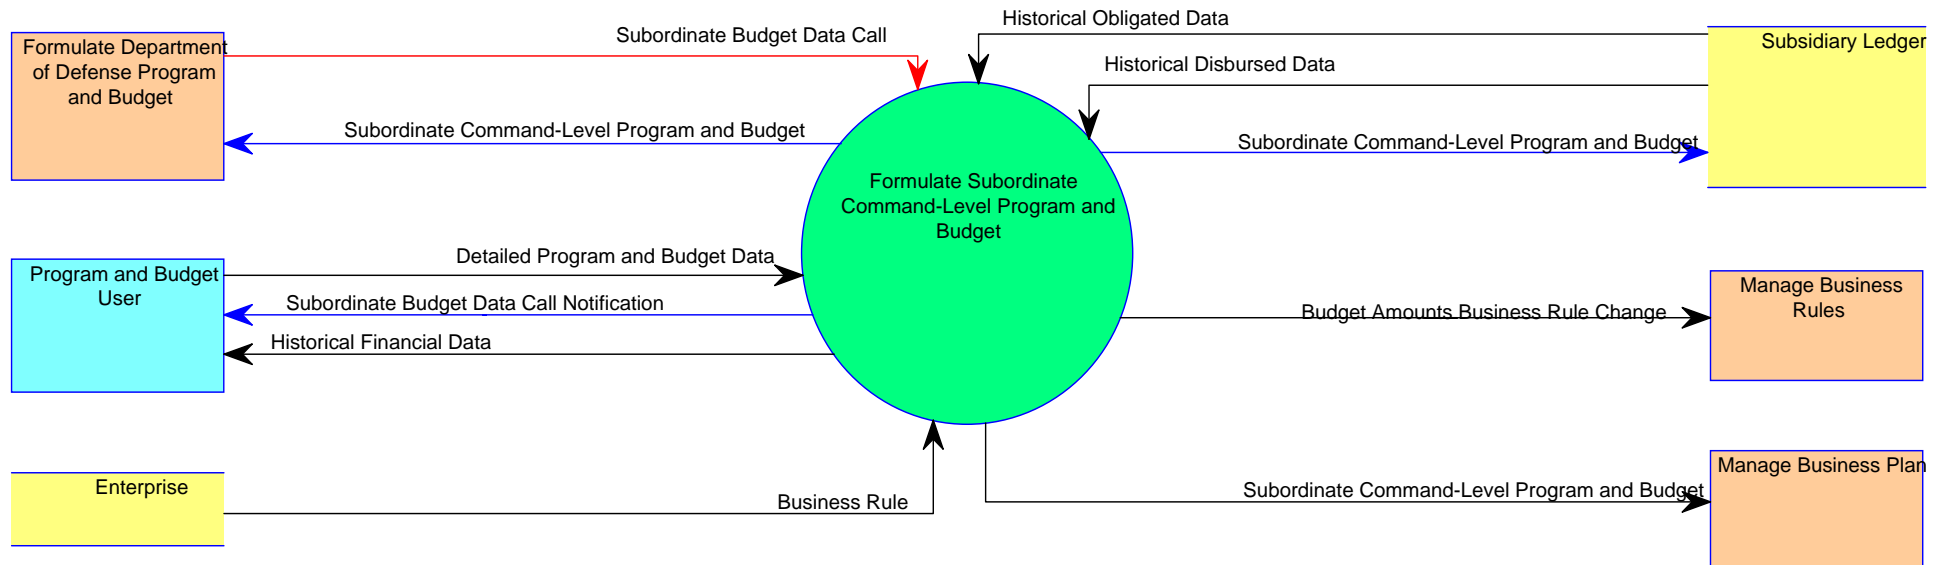 Historical Obligated Data
Subordinate Budget Data Call
Formulate Department
of Defense Program
and Budget
Subsidiary Ledger
Historical Disbursed Data
Subordinate Command-Level Program and Budget
Subordinate Command-Level Program and Budget
Formulate Subordinate
Command-Level Program and
Budget
Detailed Program and Budget Data
Program and Budget
User
Subordinate Budget Data Call Notification
Historical Financial Data
Manage Business
Rules
Budget Amounts Business Rule Change
Enterprise
Business Rule
Manage Business Plan
Subordinate Command-Level Program and Budget